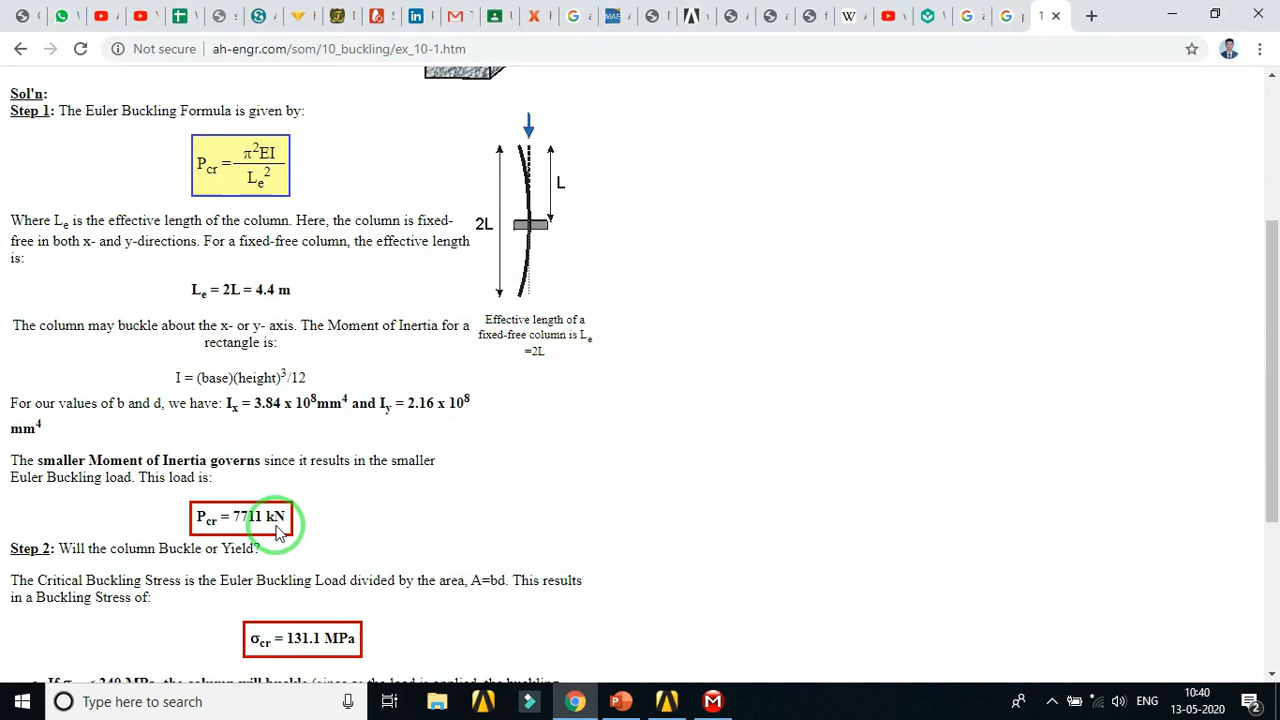 Not secure
ah-engr.com/som/10_buckling/ex_10-1.htm
Sol'n:
Step 1: The Euler Buckling Formula is given by:
Pcr = π²EI / Le²
Where Le is the effective length of the column. Here, the column is fixed-
free in both x- and y-directions. For a fixed-free column, the effective length
is:
Le = 2L = 4.4 m
The column may buckle about the x- or y- axis. The Moment of Inertia for a
rectangle is:
I = (base)(height)³/12
For our values of b and d, we have: Ix = 3.84 x 10⁸mm⁴ and Iy = 2.16 x 10⁸
mm⁴
The smaller Moment of Inertia governs since it results in the smaller
Euler Buckling load. This load is:
Pcr = 7711 kN
2L
L
Effective length of a
fixed-free column is Le
=2L
Step 2: Will the column Buckle or Yield?
The Critical Buckling Stress is the Euler Buckling Load divided by the area, A=bd. This results
in a Buckling Stress of:
σcr = 131.1 MPa
Type here to search
ENG
10:40
13-05-2020
2